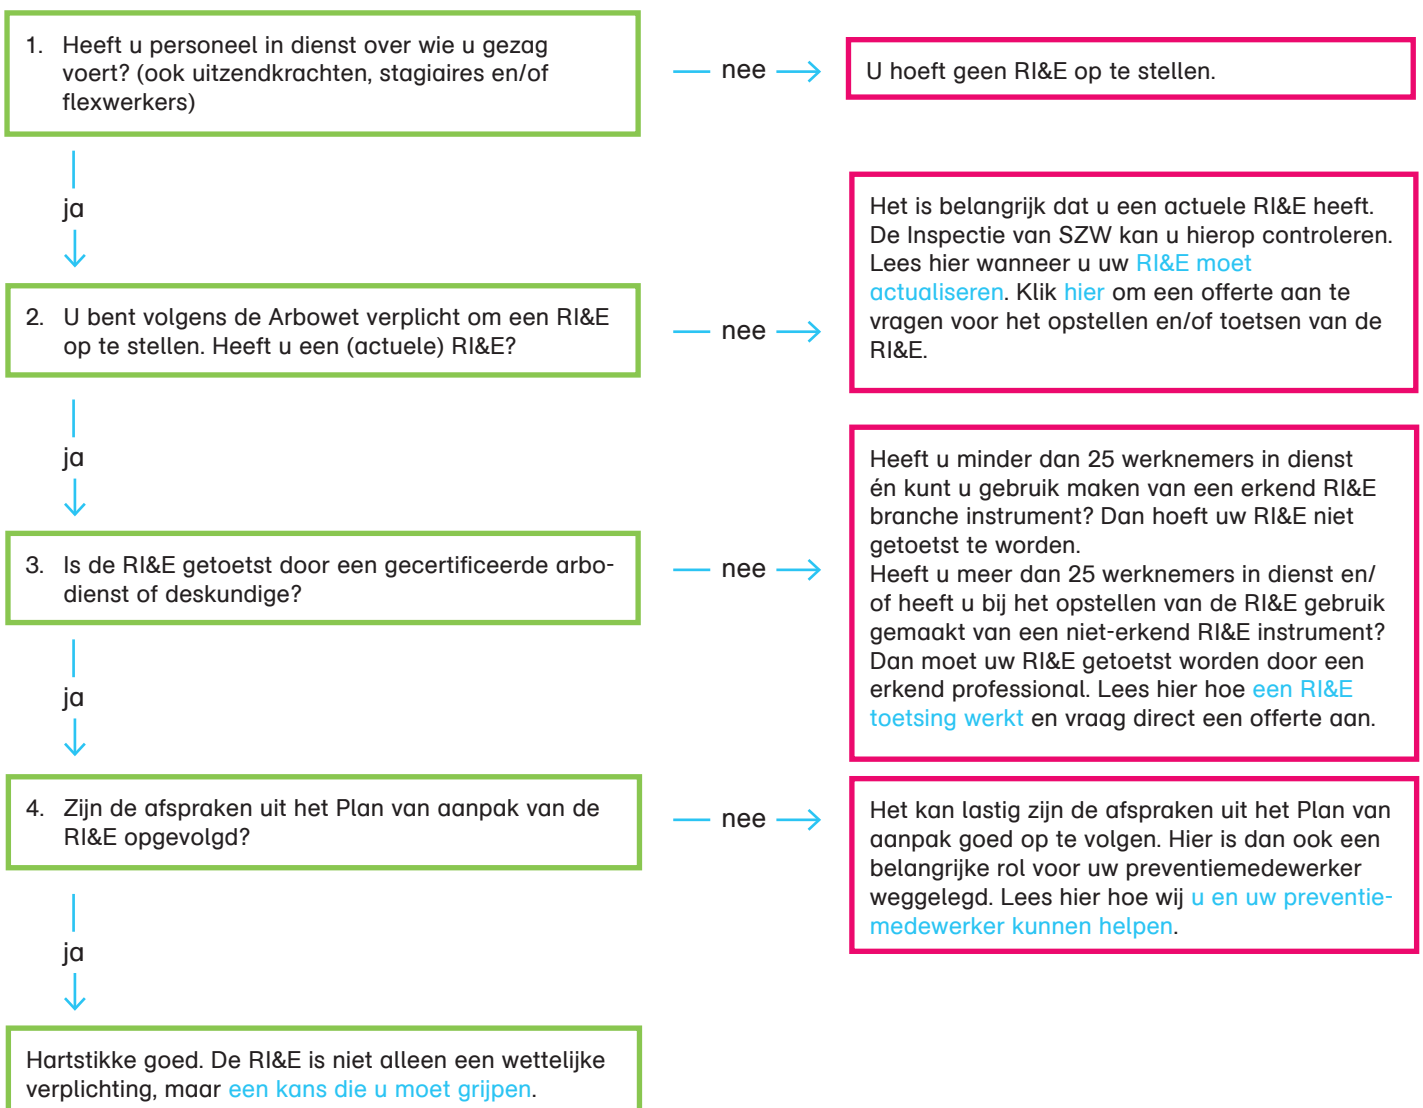 1. Heeft u personeel in dienst over wie u gezag
voert? (ook uitzendkrachten, stagiaires en/of
flexwerkers)
nee
U hoeft geen RI&E op te stellen.
ja
2. U bent volgens de Arbowet verplicht om een RI&E
op te stellen. Heeft u een (actuele) RI&E?
nee
Het is belangrijk dat u een actuele RI&E heeft.
De Inspectie van SZW kan u hierop controleren.
Lees hier wanneer u uw RI&E moet
actualiseren. Klik hier om een offerte aan te
vragen voor het opstellen en/of toetsen van de
RI&E.
ja
3. Is de RI&E getoetst door een gecertificeerde arbo-
dienst of deskundige?
nee
Heeft u minder dan 25 werknemers in dienst
én kunt u gebruik maken van een erkend RI&E
branche instrument? Dan hoeft uw RI&E niet
getoetst te worden.
Heeft u meer dan 25 werknemers in dienst en/
of heeft u bij het opstellen van de RI&E gebruik
gemaakt van een niet-erkend RI&E instrument?
Dan moet uw RI&E getoetst worden door een
erkend professional. Lees hier hoe een RI&E
toetsing werkt en vraag direct een offerte aan.
ja
4. Zijn de afspraken uit het Plan van aanpak van de
RI&E opgevolgd?
nee
Het kan lastig zijn de afspraken uit het Plan van
aanpak goed op te volgen. Hier is dan ook een
belangrijke rol voor uw preventiemedewerker
weggelegd. Lees hier hoe wij u en uw preventie-
medewerker kunnen helpen.
ja
Hartstikke goed. De RI&E is niet alleen een wettelijke
verplichting, maar een kans die u moet grijpen.